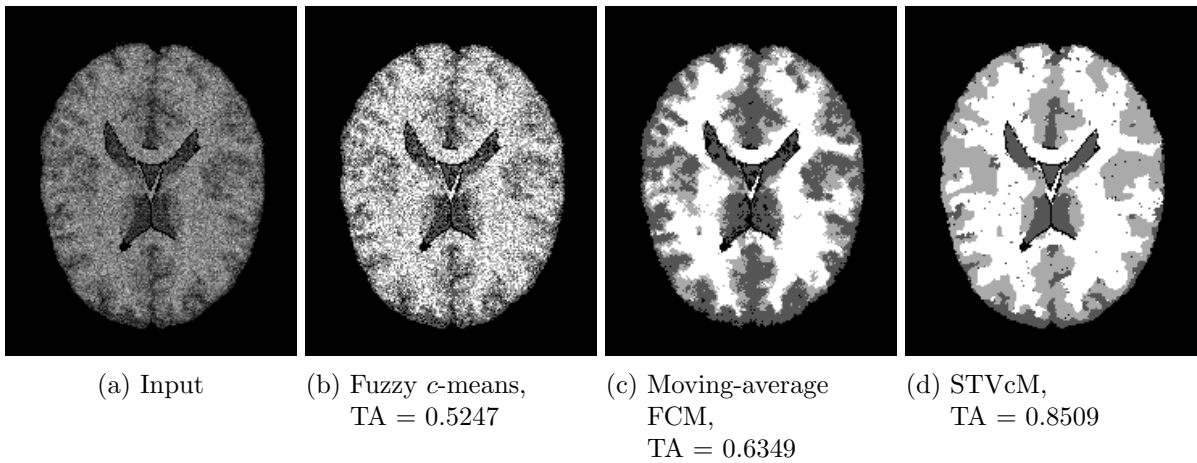 (a) Input
(b) Fuzzy c-means,
TA = 0.5247
(c) Moving-average
FCM,
TA = 0.6349
(d) STVcM,
TA = 0.8509